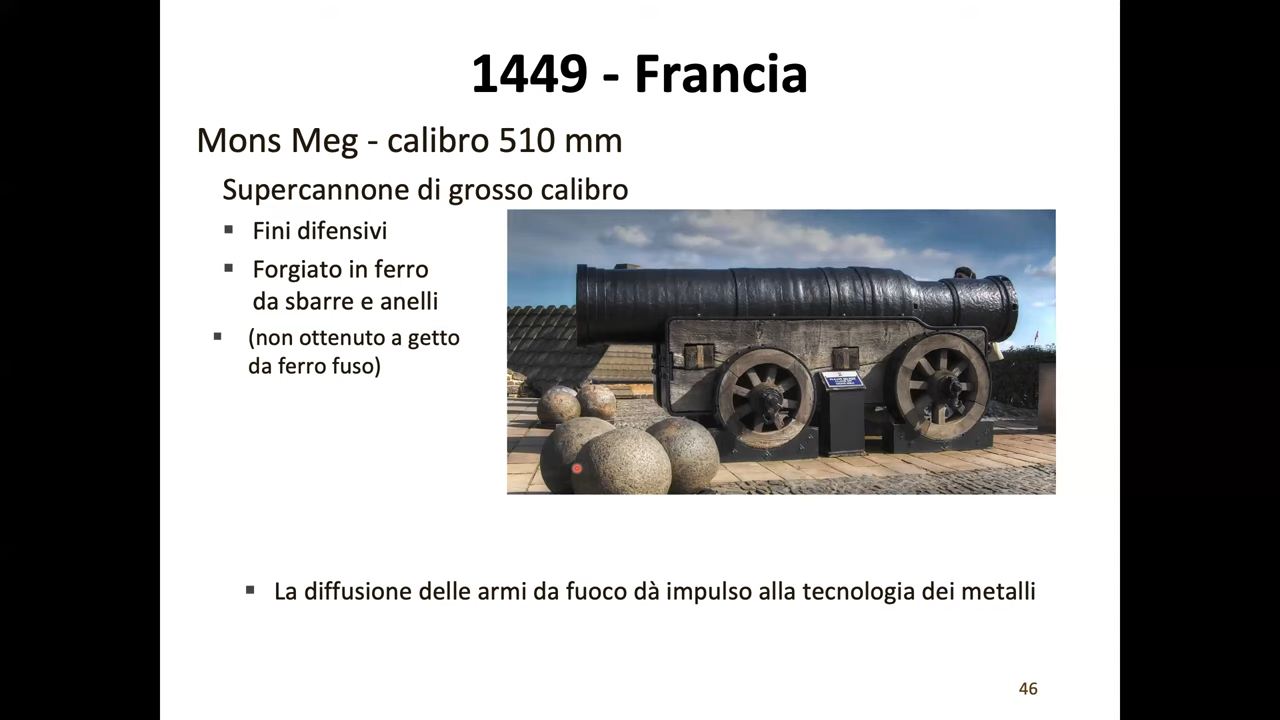 1449 - Francia
Mons Meg - calibro 510 mm
Supercannone di grosso calibro
▪ Fini difensivi
▪ Forgiato in ferro
da sbarre e anelli
▪ (non ottenuto a getto
da ferro fuso)
▪ La diffusione delle armi da fuoco dà impulso alla tecnologia dei metalli
46